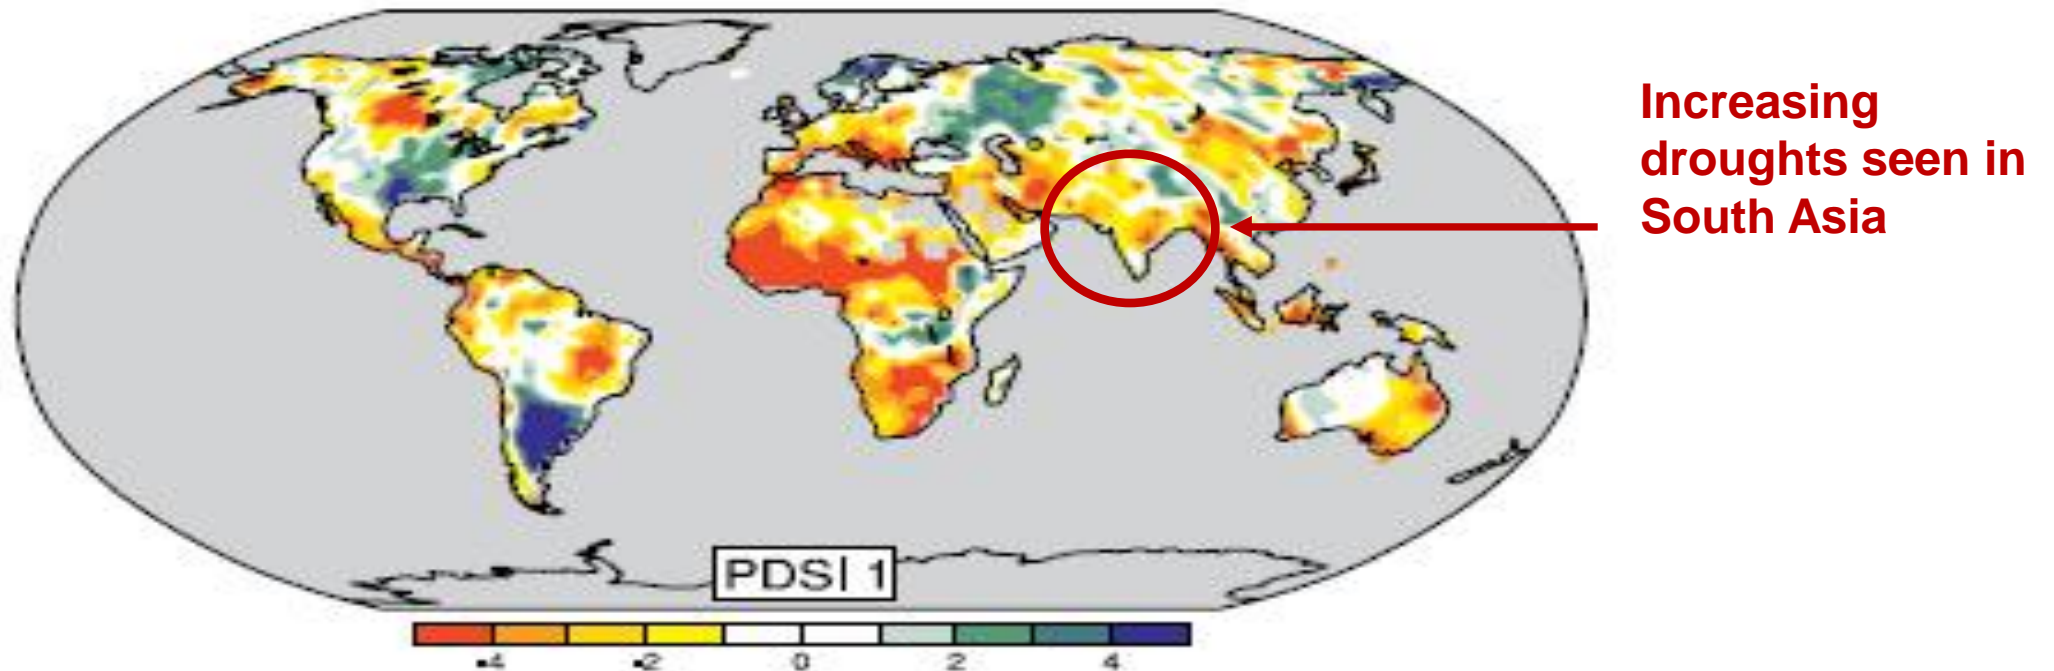 Increasing
droughts seen in
South Asia
PDSI 1
-4 -2 0 2 4